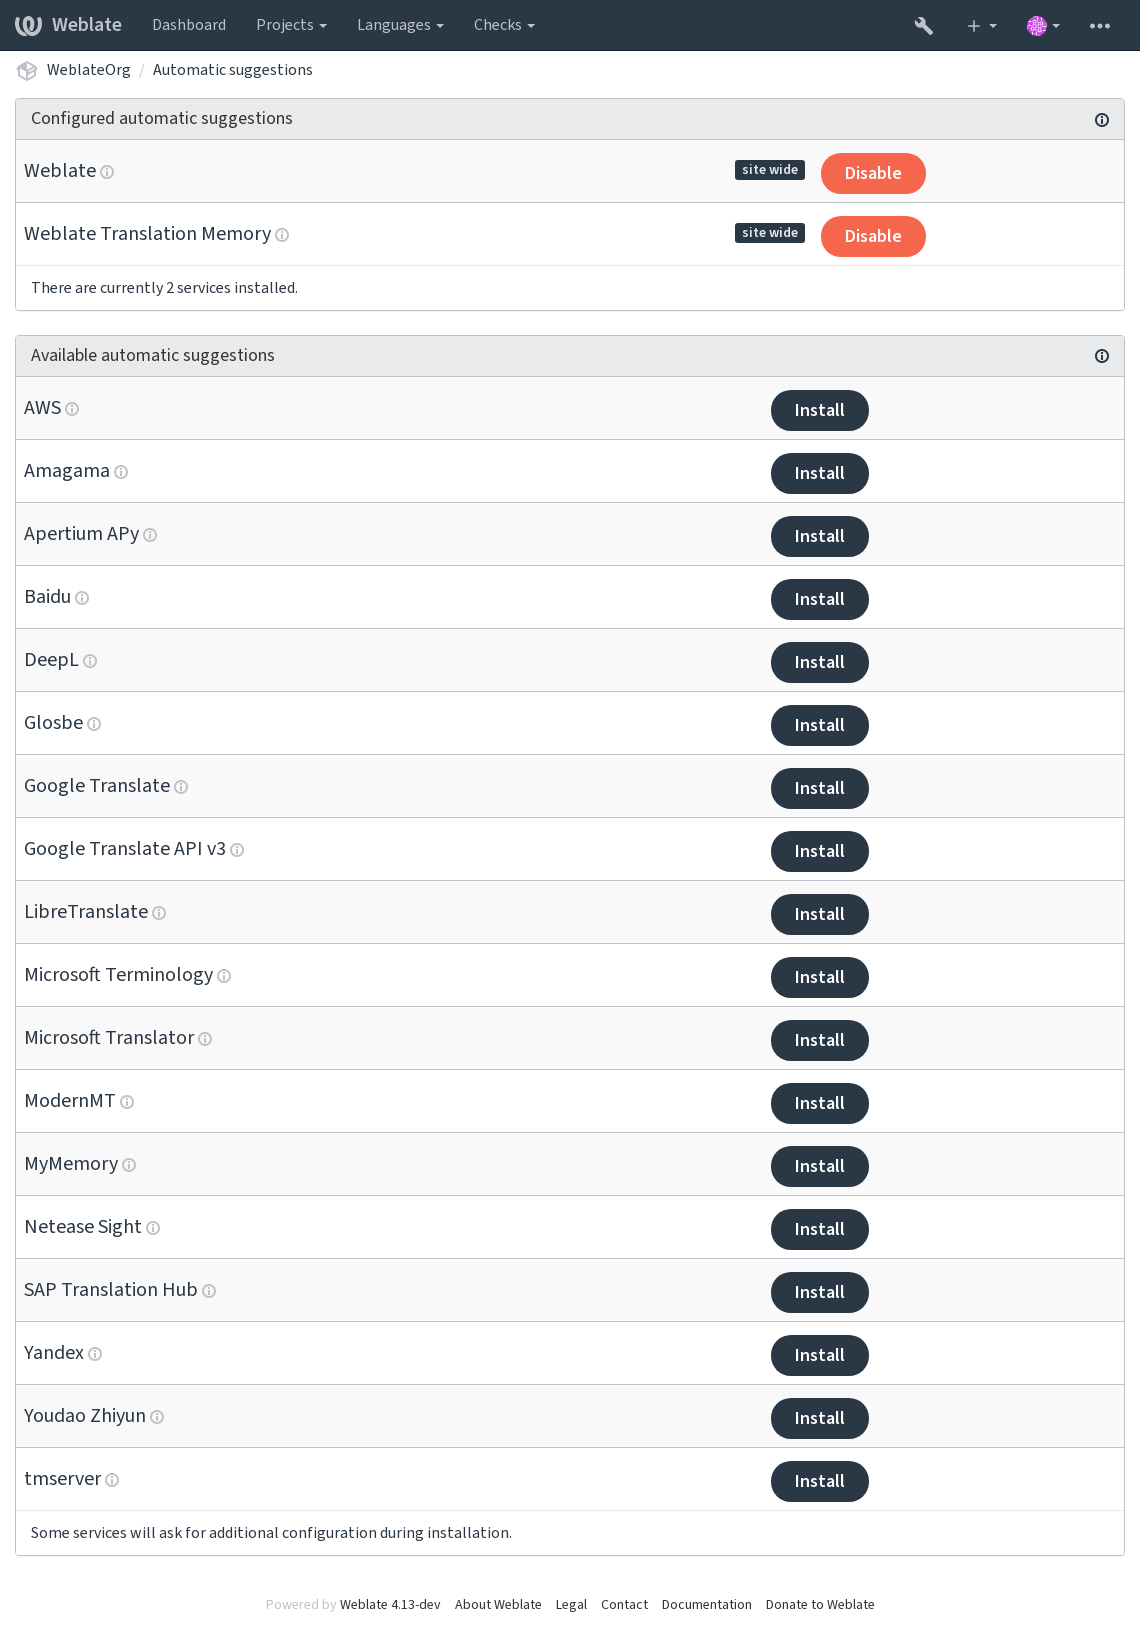 Weblate Dashboard Projects Languages Checks
WeblateOrg / Automatic suggestions
Configured automatic suggestions
Weblate site wide Disable
Weblate Translation Memory site wide Disable
There are currently 2 services installed.
Available automatic suggestions
AWS Install
Amagama Install
Apertium APy Install
Baidu Install
DeepL Install
Glosbe Install
Google Translate Install
Google Translate API v3 Install
LibreTranslate Install
Microsoft Terminology Install
Microsoft Translator Install
ModernMT Install
MyMemory Install
Netease Sight Install
SAP Translation Hub Install
Yandex Install
Youdao Zhiyun Install
tmserver Install
Some services will ask for additional configuration during installation.
Powered by Weblate 4.13-dev About Weblate Legal Contact Documentation Donate to Weblate